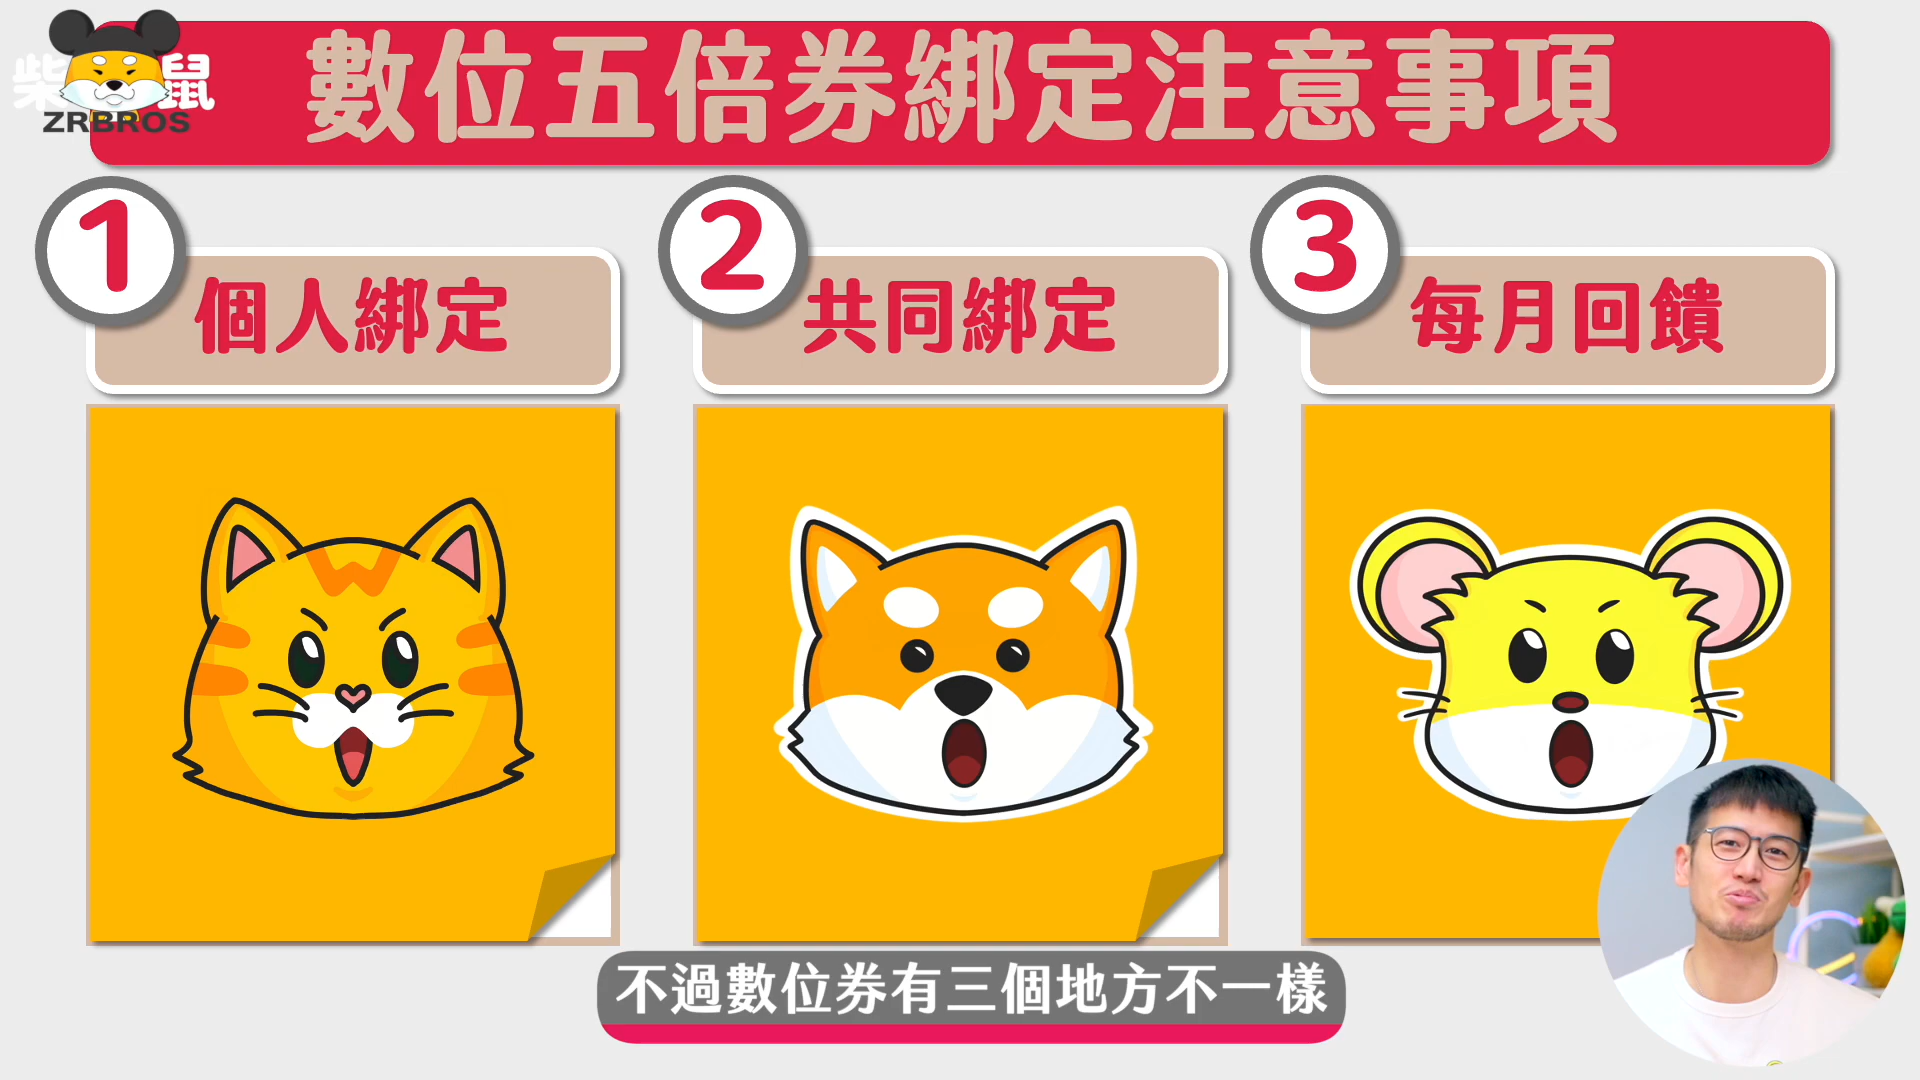 柴鼠
ZRBROS
數位五倍券綁定注意事項
1
個人綁定
2
共同綁定
3
每月回饋
不過數位券有三個地方不一樣